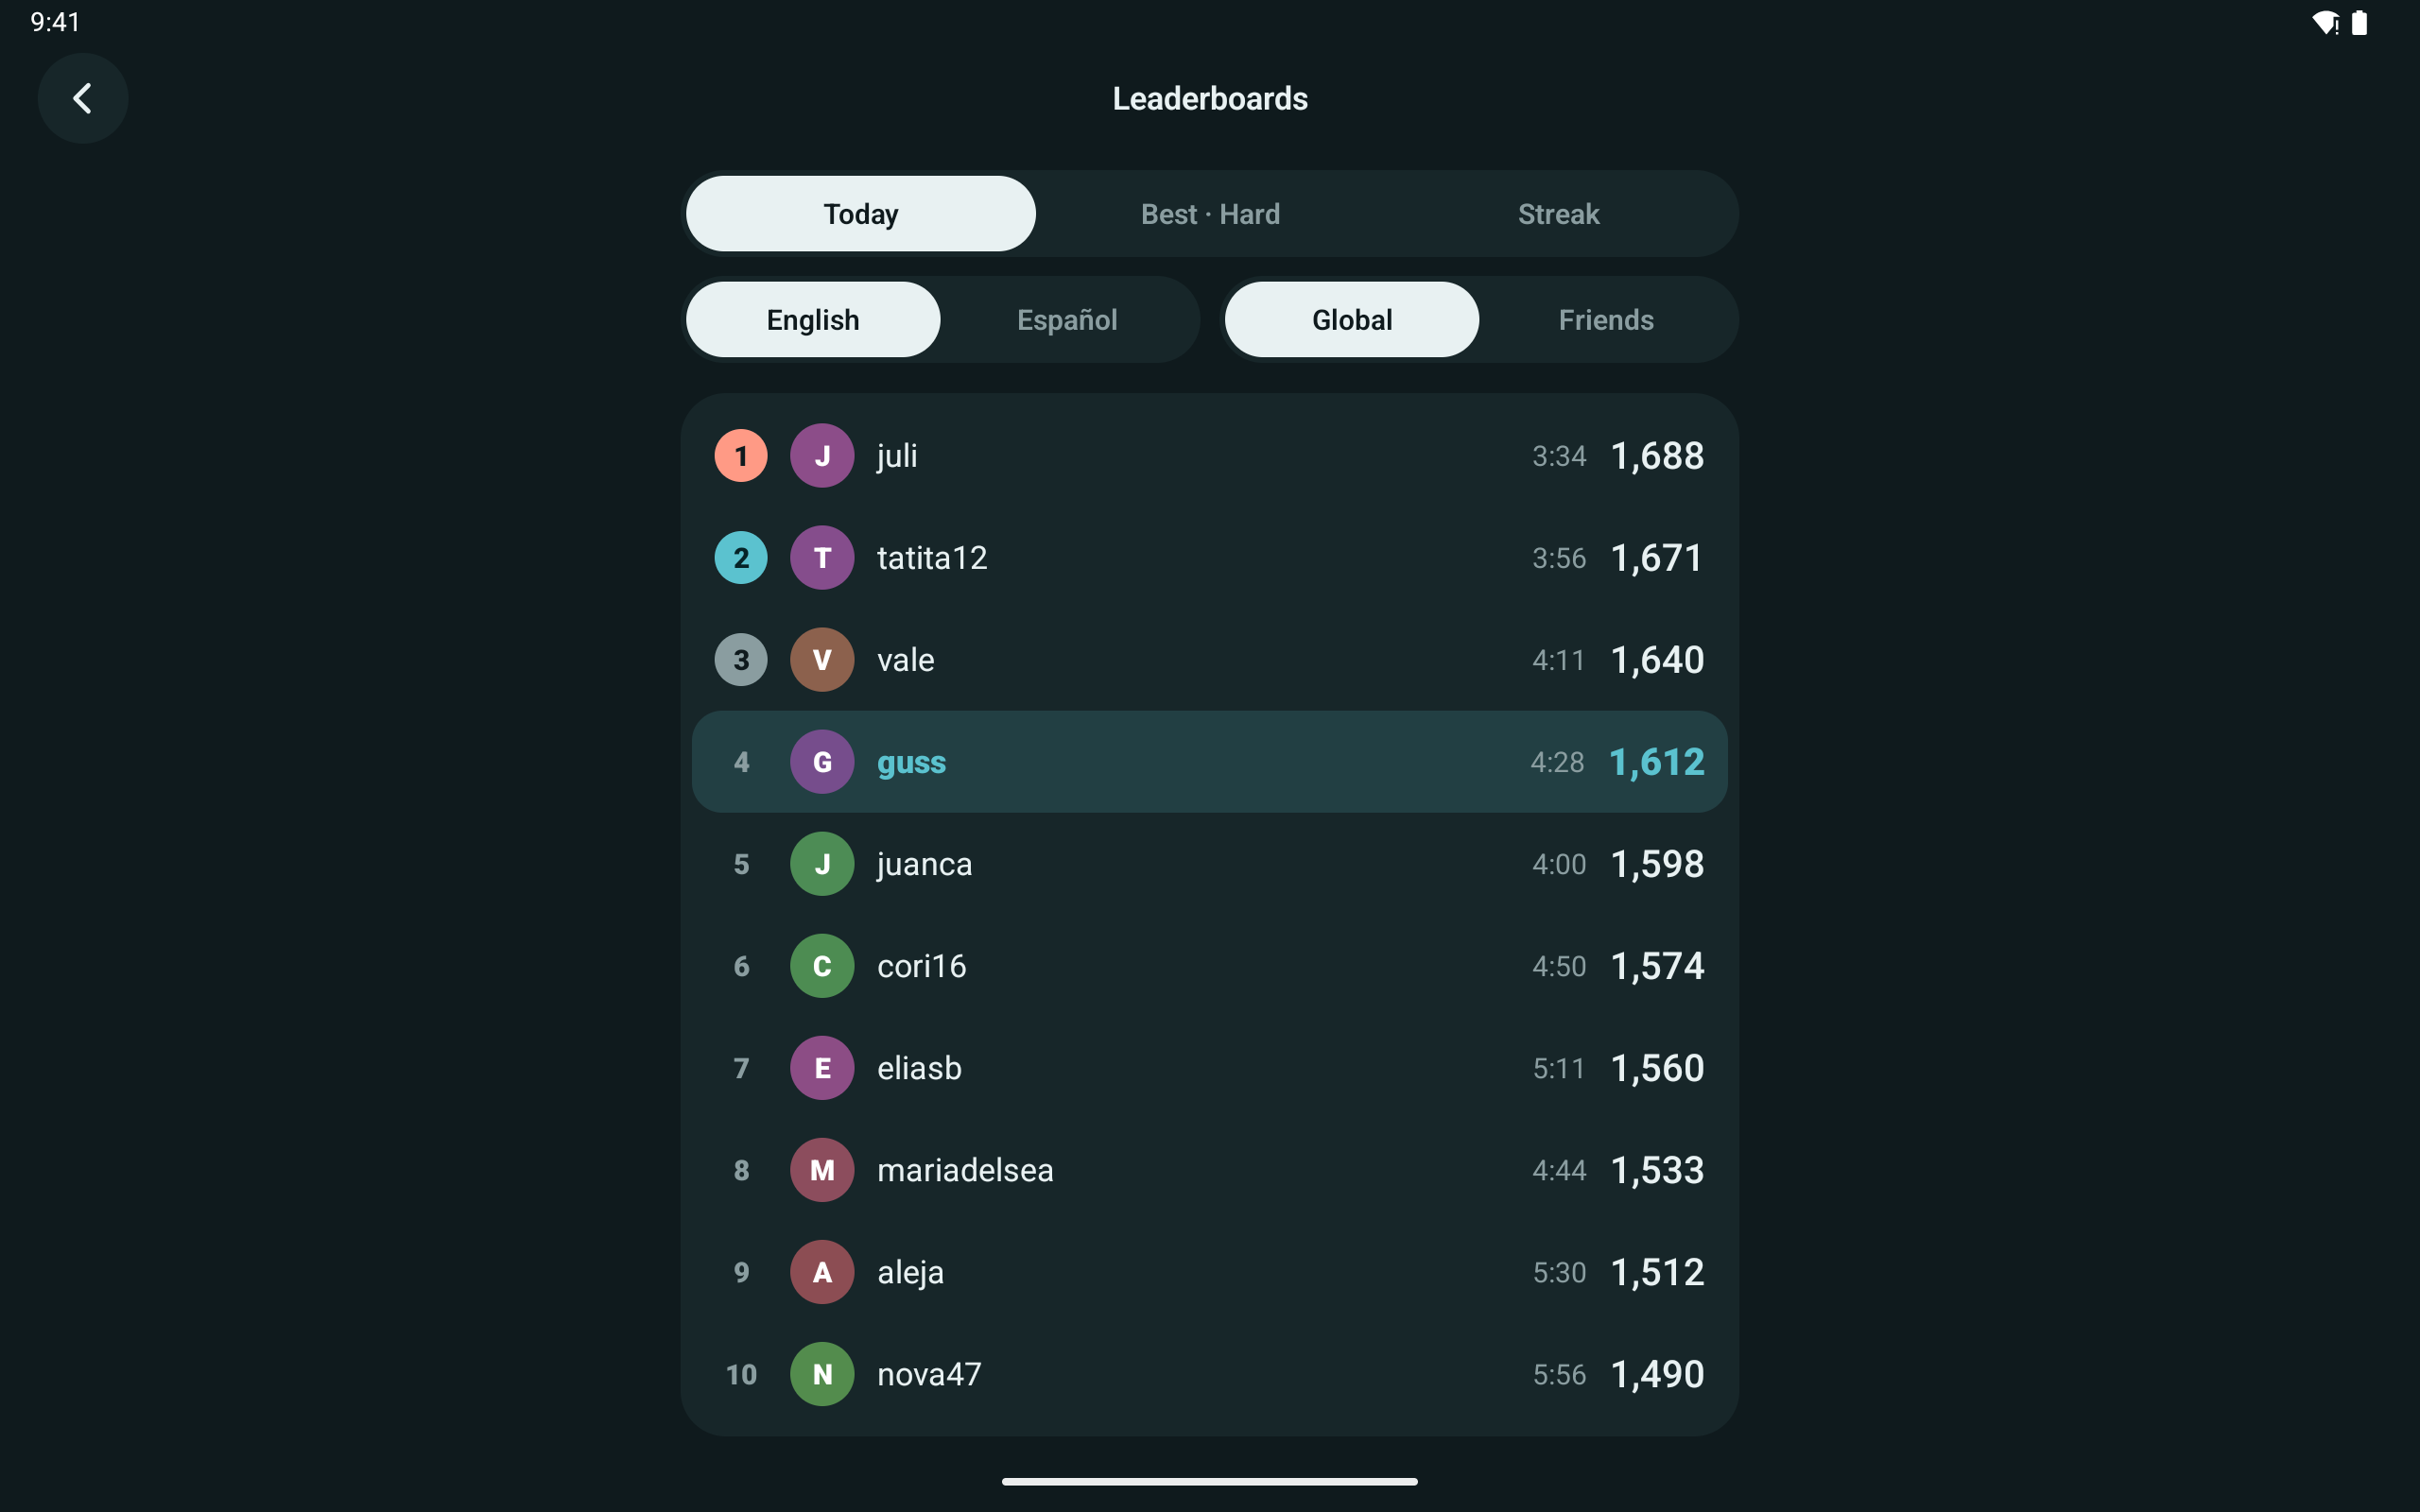 9:41
Leaderboards
Today Best · Hard Streak
English Español Global Friends
1 J juli 3:34 1,688
2 T tatita12 3:56 1,671
3 V vale 4:11 1,640
4 G guss 4:28 1,612
5 J juanca 4:00 1,598
6 C cori16 4:50 1,574
7 E eliasb 5:11 1,560
8 M mariadelsea 4:44 1,533
9 A aleja 5:30 1,512
10 N nova47 5:56 1,490